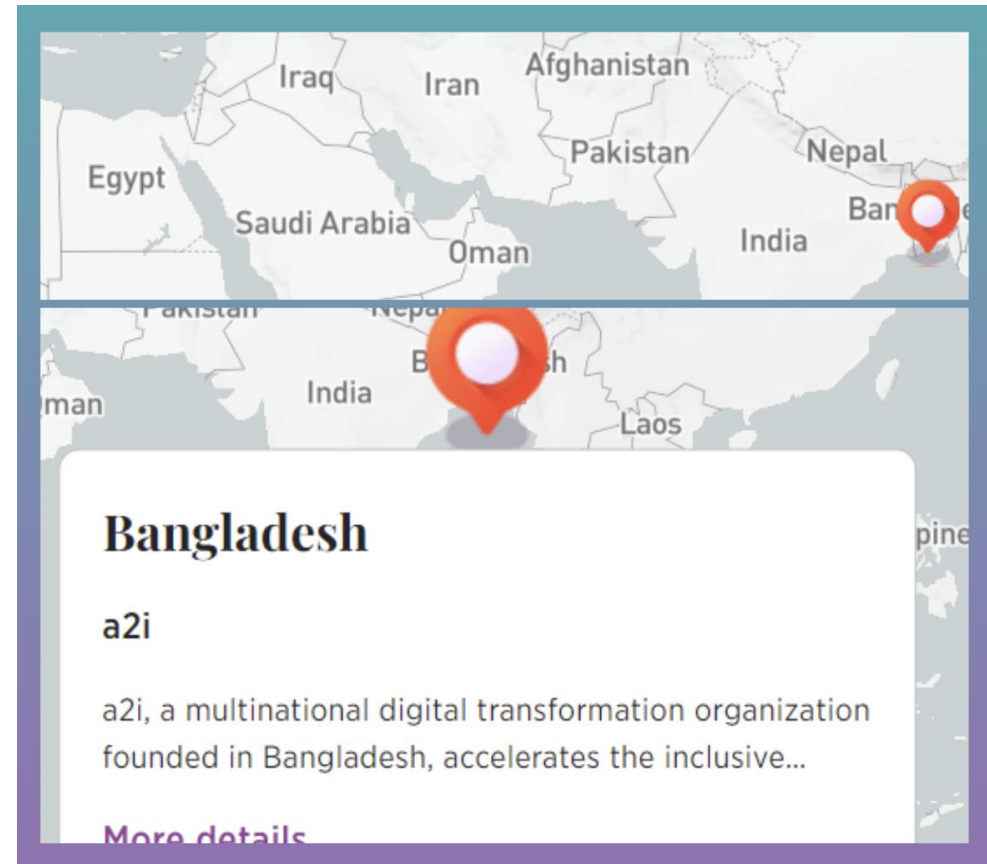 Afghanistan
Iraq
Iran
Pakistan
Nepal
Egypt
Saudi Arabia
Oman
India
Pakistan
India
Laos
Bangladesh
a2i
a2i, a multinational digital transformation organization
founded in Bangladesh, accelerates the inclusive...
More details